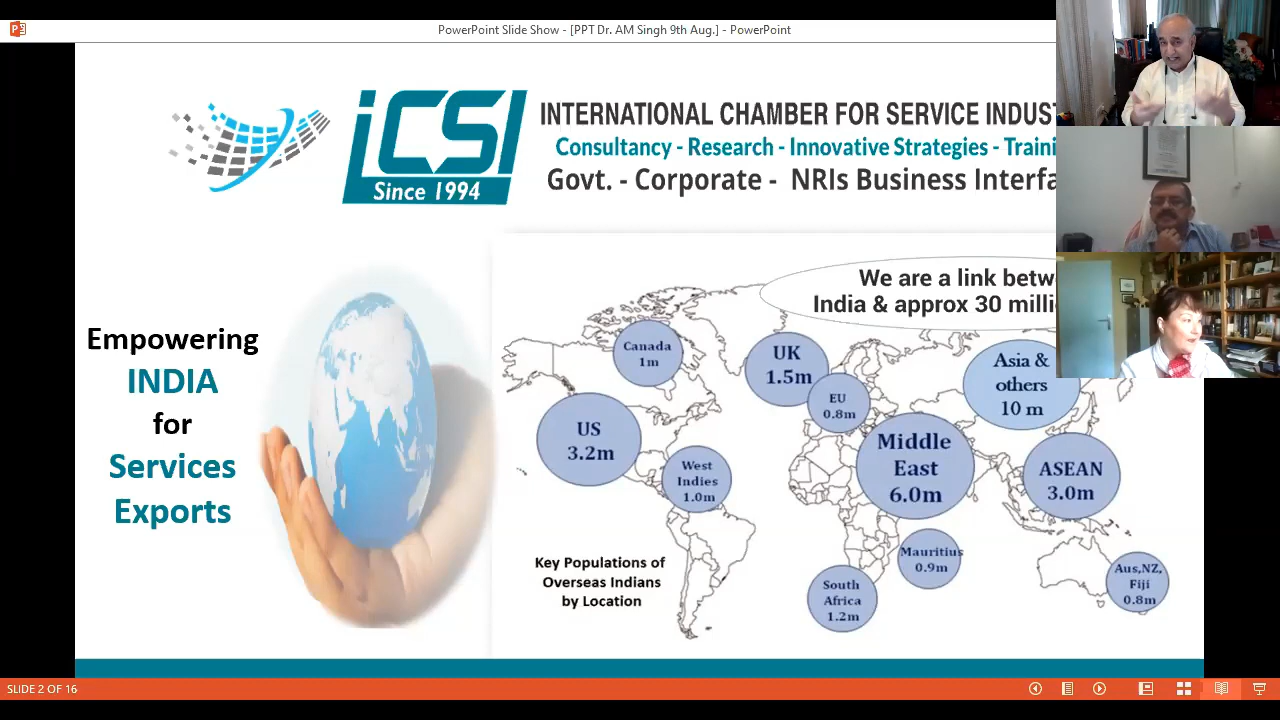 PowerPoint Slide Show - [PPT Dr. AM Singh 9th Aug.] - PowerPoint
iCSI
Since 1994
INTERNATIONAL CHAMBER FOR SERVICE INDUST
Consultancy - Research - Innovative Strategies - Traini
Govt. - Corporate - NRIs Business Interfa
Empowering
INDIA
for
Services
Exports
We are a link betw
India & approx 30 milli
Canada
1m
UK
1.5m
EU
0.8m
Asia &
others
10 m
US
3.2m
West
Indies
1.0m
Middle
East
6.0m
ASEAN
3.0m
Mauritius
0.9m
South
Africa
1.2m
Aus,NZ,
Fiji
0.8m
Key Populations of
Overseas Indians
by Location
SLIDE 2 OF 16